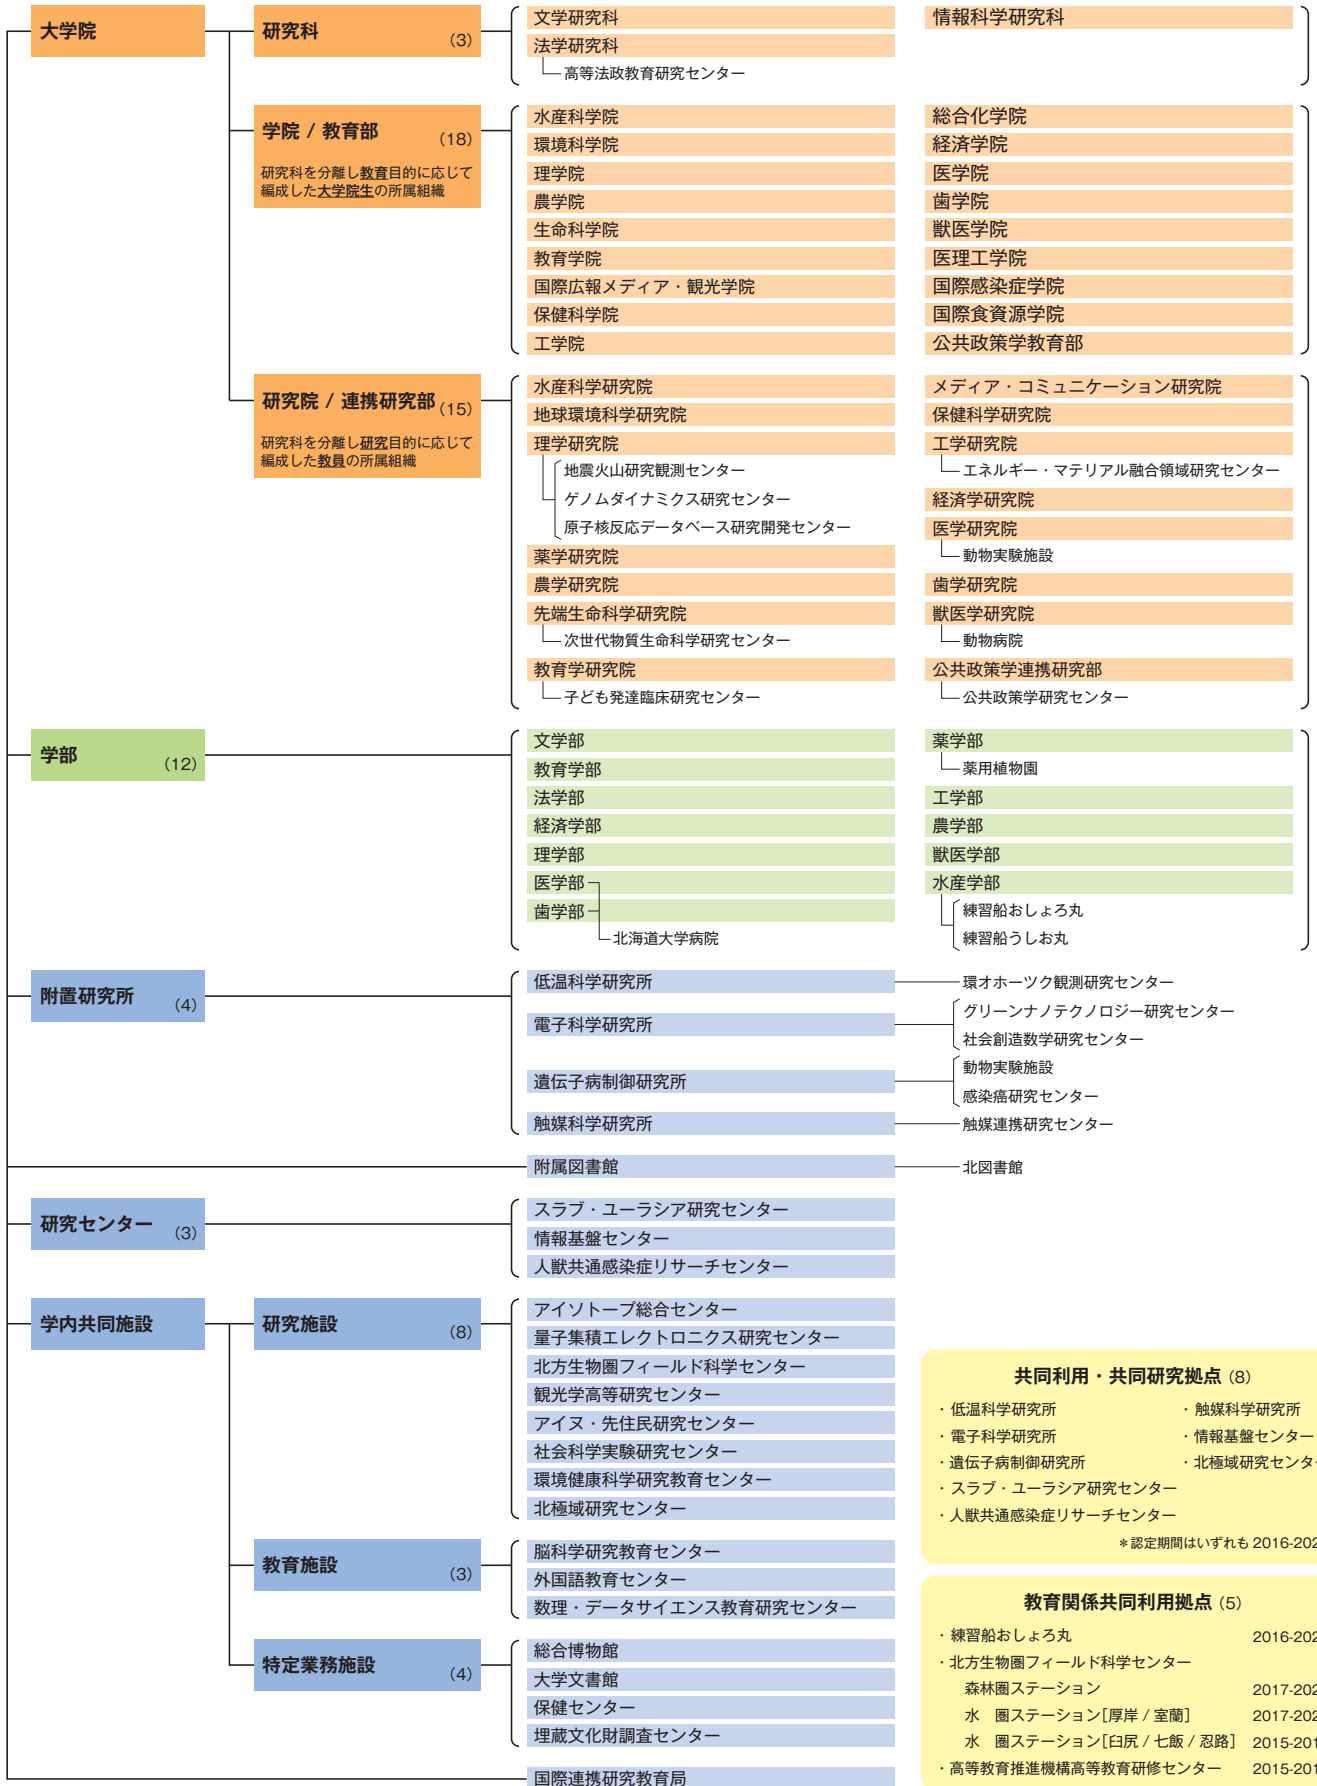 大学院
研究科 (3)
文学研究科
法学研究科
高等法政教育研究センター
情報科学研究科
学院 / 教育部 (18)
研究科を分離し教育目的に応じて
編成した大学院生の所属組織
水産科学院
環境科学院
理学院
農学院
生命科学院
教育学院
国際広報メディア・観光学院
保健科学院
工学院
総合化学院
経済学院
医学院
歯学院
獣医学院
医理工学院
国際感染症学院
国際食資源学院
公共政策学教育部
研究院 / 連携研究部 (15)
研究科を分離し研究目的に応じて
編成した教員の所属組織
水産科学研究院
地球環境科学研究院
理学研究院
地震火山研究観測センター
ゲノムダイナミクス研究センター
原子核反応データベース研究開発センター
薬学研究院
農学研究院
先端生命科学研究院
次世代物質生命科学研究センター
教育学研究院
子ども発達臨床研究センター
メディア・コミュニケーション研究院
保健科学研究院
工学研究院
エネルギー・マテリアル融合領域研究センター
経済学研究院
医学研究院
動物実験施設
歯学研究院
獣医学研究院
動物病院
公共政策学連携研究部
公共政策学研究センター
学部 (12)
文学部
教育学部
法学部
経済学部
理学部
医学部
歯学部
北海道大学病院
薬学部
薬用植物園
工学部
農学部
獣医学部
水産学部
練習船おしょろ丸
練習船うしお丸
附置研究所 (4)
低温科学研究所
環オホーツク観測研究センター
電子科学研究所
グリーンナノテクノロジー研究センター
社会創造数学研究センター
遺伝子病制御研究所
動物実験施設
感染癌研究センター
触媒科学研究所
触媒連携研究センター
附属図書館
北図書館
研究センター (3)
スラブ・ユーラシア研究センター
情報基盤センター
人獣共通感染症リサーチセンター
学内共同施設
研究施設 (8)
アイソトープ総合センター
量子集積エレクトロニクス研究センター
北方生物圏フィールド科学センター
観光学高等研究センター
アイヌ・先住民研究センター
社会科学実験研究センター
環境健康科学研究教育センター
北極域研究センター
教育施設 (3)
脳科学研究教育センター
外国語教育センター
数理・データサイエンス教育研究センター
特定業務施設 (4)
総合博物館
大学文書館
保健センター
埋蔵文化財調査センター
国際連携研究教育局
共同利用・共同研究拠点 (8)
・低温科学研究所
・電子科学研究所
・遺伝子病制御研究所
・スラブ・ユーラシア研究センター
・人獣共通感染症リサーチセンター
・触媒科学研究所
・情報基盤センター
・北極域研究センタ
＊認定期間はいずれも 2016-202
教育関係共同利用拠点 (5)
・練習船おしょろ丸 2016-202
・北方生物圏フィールド科学センター
森林圏ステーション 2017-202
水 圏ステーション[厚岸 / 室蘭] 2017-202
水 圏ステーション[臼尻 / 七飯 / 忍路] 2015-201
・高等教育推進機構高等教育研修センター 2015-201